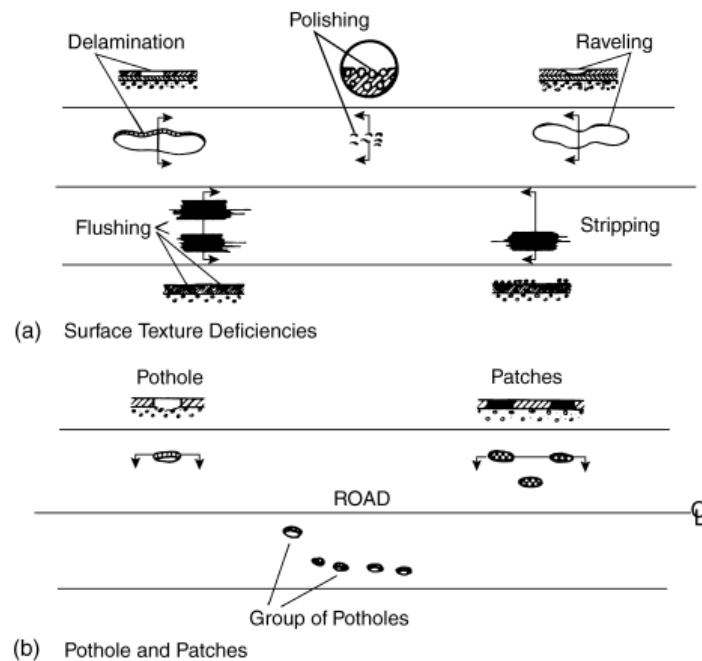 Polishing
Delamination
Raveling
Flushing
Stripping
(a) Surface Texture Deficiencies
Pothole
Patches
ROAD
℄
Group of Potholes
(b) Pothole and Patches